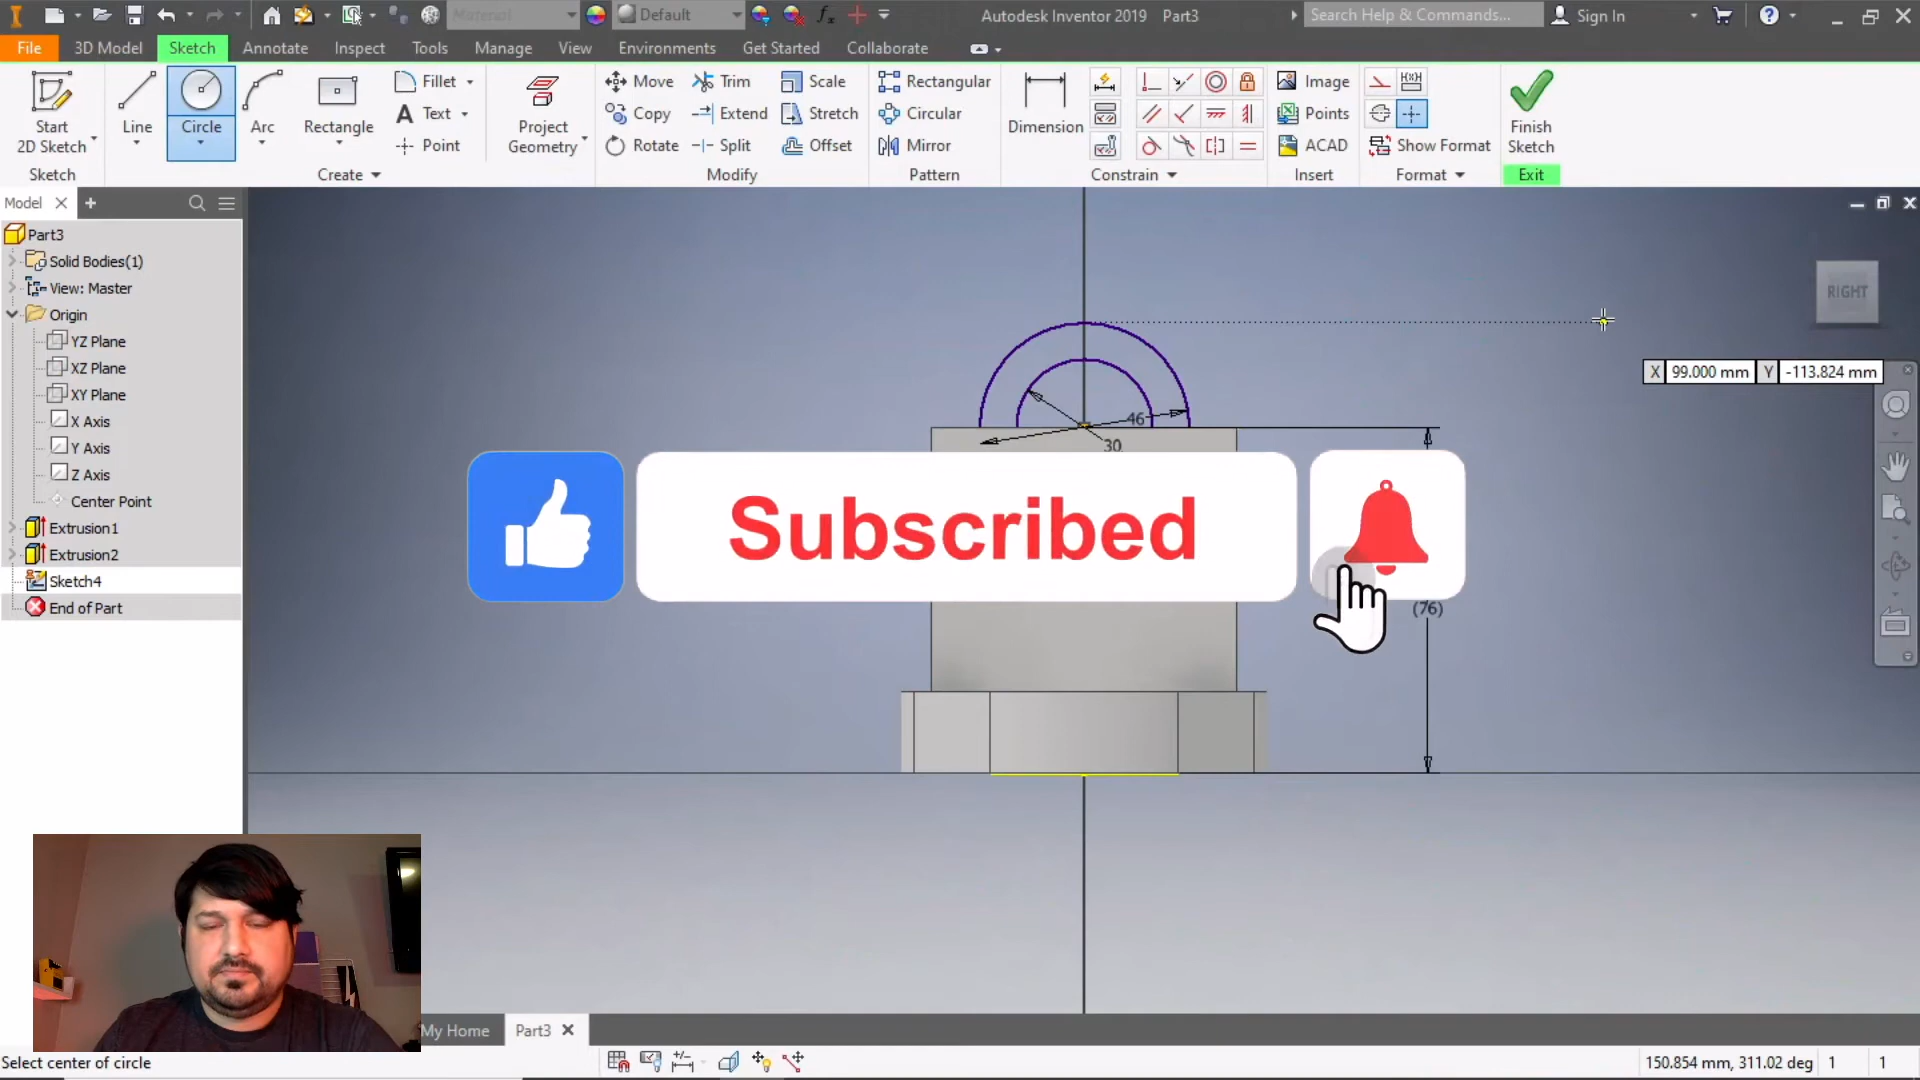 Material
Default
Autodesk Inventor 2019 Part3
Search Help & Commands...
Sign In
File
3D Model
Sketch
Annotate
Inspect
Tools
Manage
View
Environments
Get Started
Collaborate
Start
2D Sketch
Line
Circle
Arc
Rectangle
Fillet
Text
Point
Project
Geometry
Move
Copy
Rotate
Trim
Extend
Split
Scale
Stretch
Offset
Rectangular
Circular
Mirror
Dimension
Image
Points
ACAD
Show Format
Finish
Sketch
Sketch
Create
Modify
Pattern
Constrain
Insert
Format
Exit
Model
Part3
Solid Bodies(1)
View: Master
Origin
YZ Plane
XZ Plane
XY Plane
X Axis
Y Axis
Z Axis
Center Point
Extrusion1
Extrusion2
Sketch4
End of Part
RIGHT
X 99.000 mm Y -113.824 mm
46
30
Subscribed
(76)
My Home
Part3
Select center of circle
150.854 mm, 311.02 deg 1 1